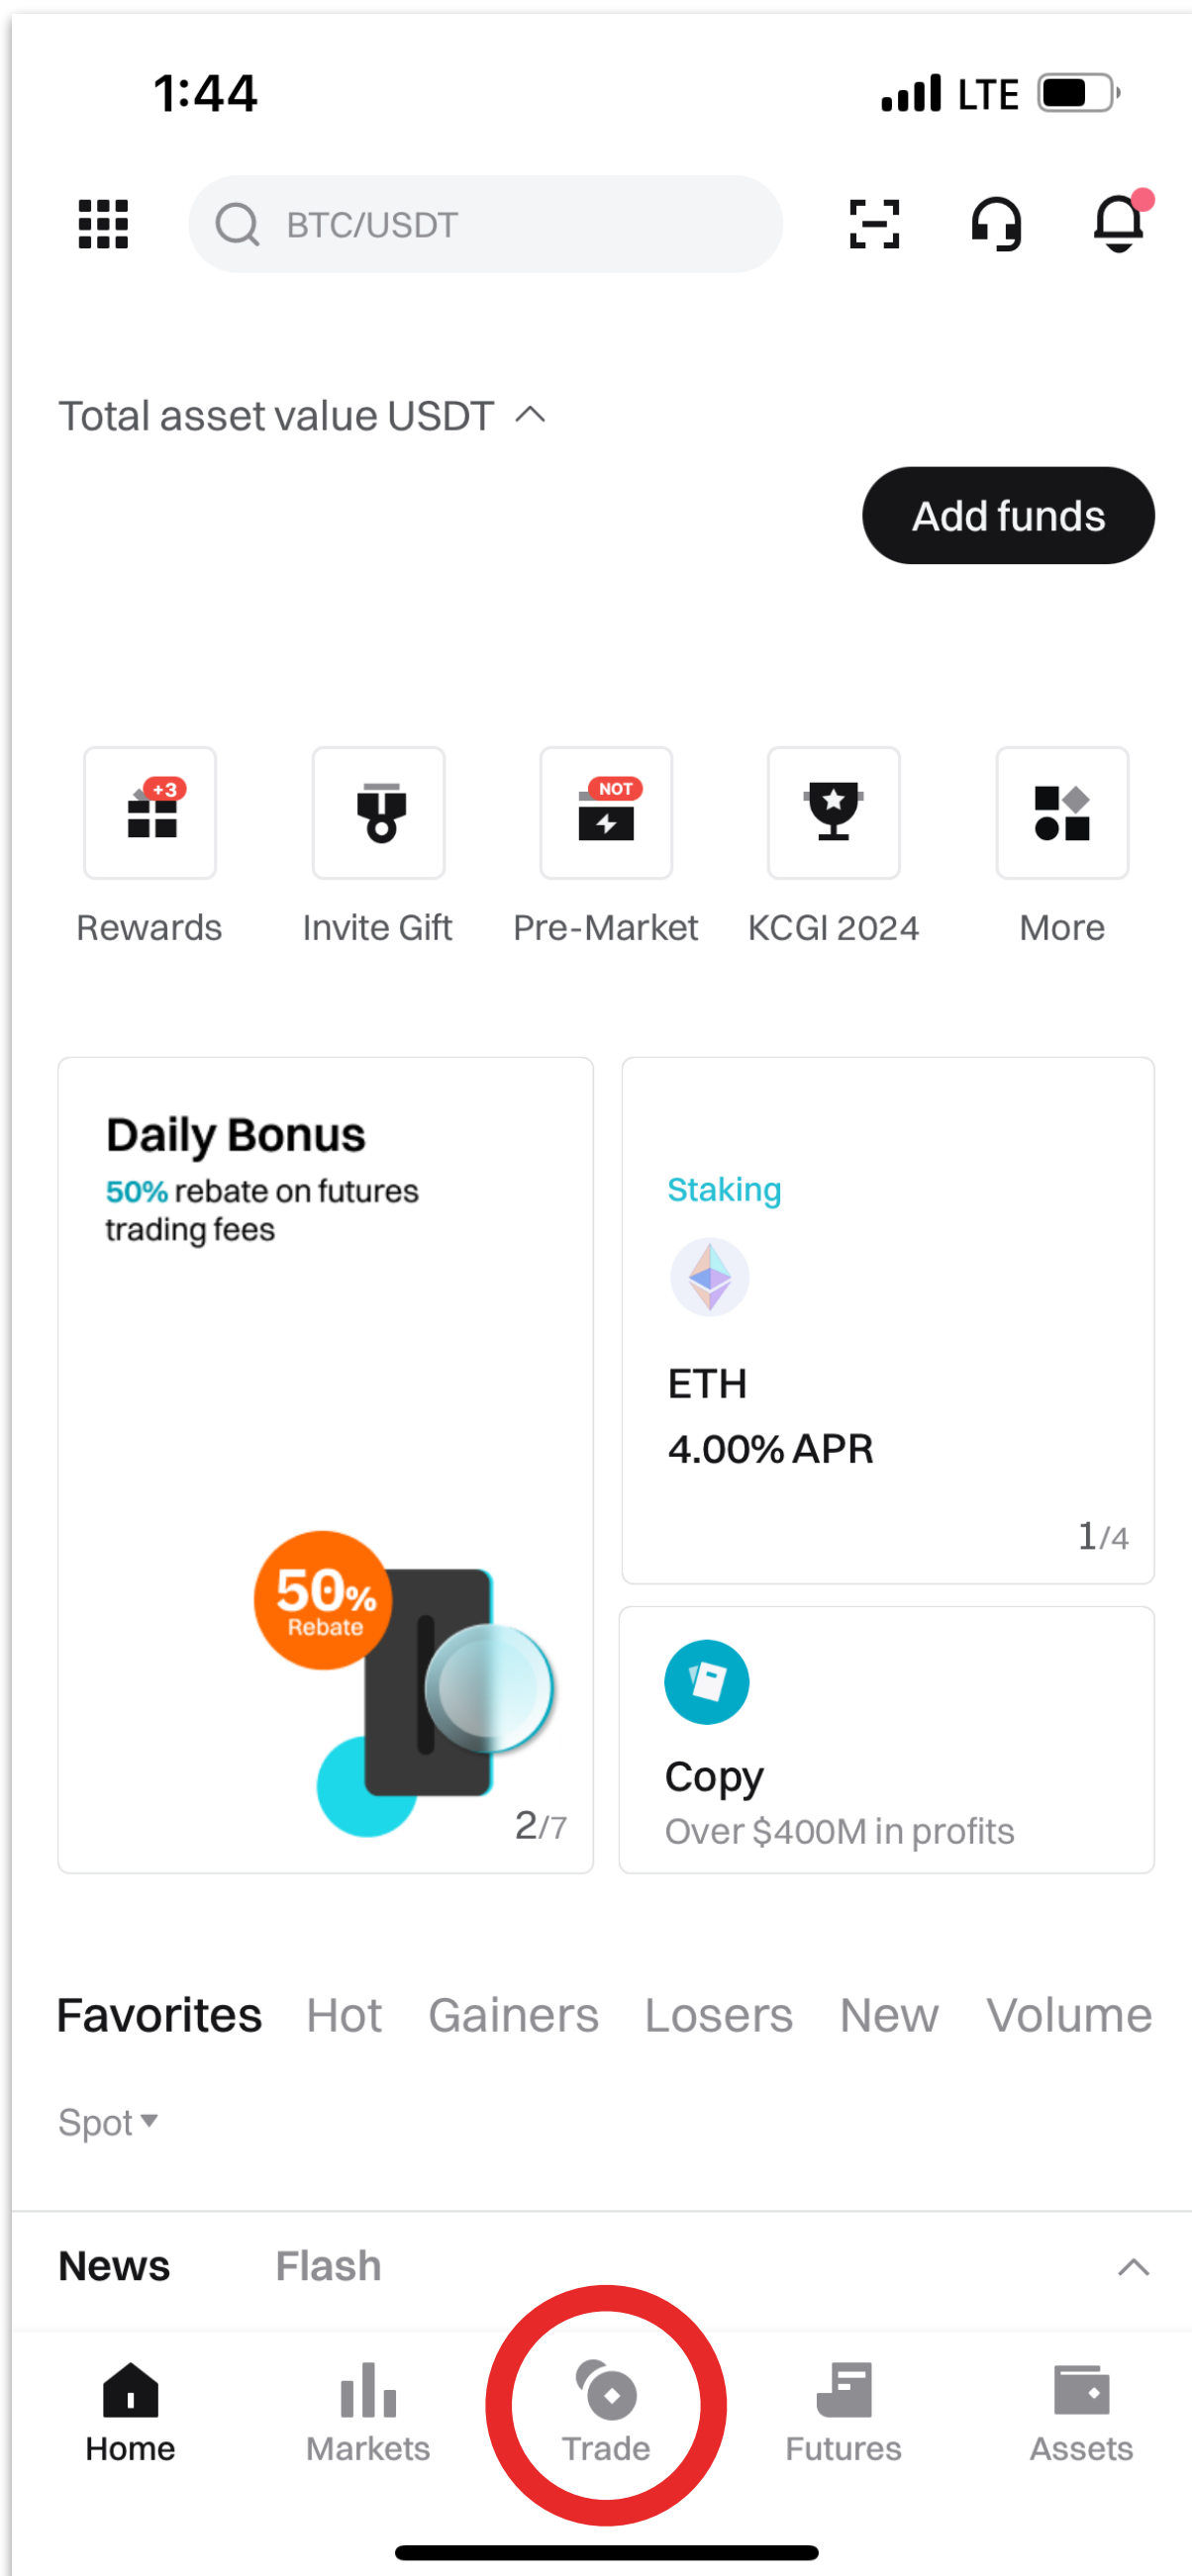 1:44
LTE
BTC/USDT
Total asset value USDT
Add funds
+3
NOT
Rewards
Invite Gift
Pre-Market
KCGI 2024
More
Daily Bonus
50% rebate on futures
trading fees
50%
Rebate
2/7
Staking
ETH
4.00% APR
1/4
Copy
Over $400M in profits
Favorites Hot Gainers Losers New Volume
Spot
News Flash
Home Markets Trade Futures Assets